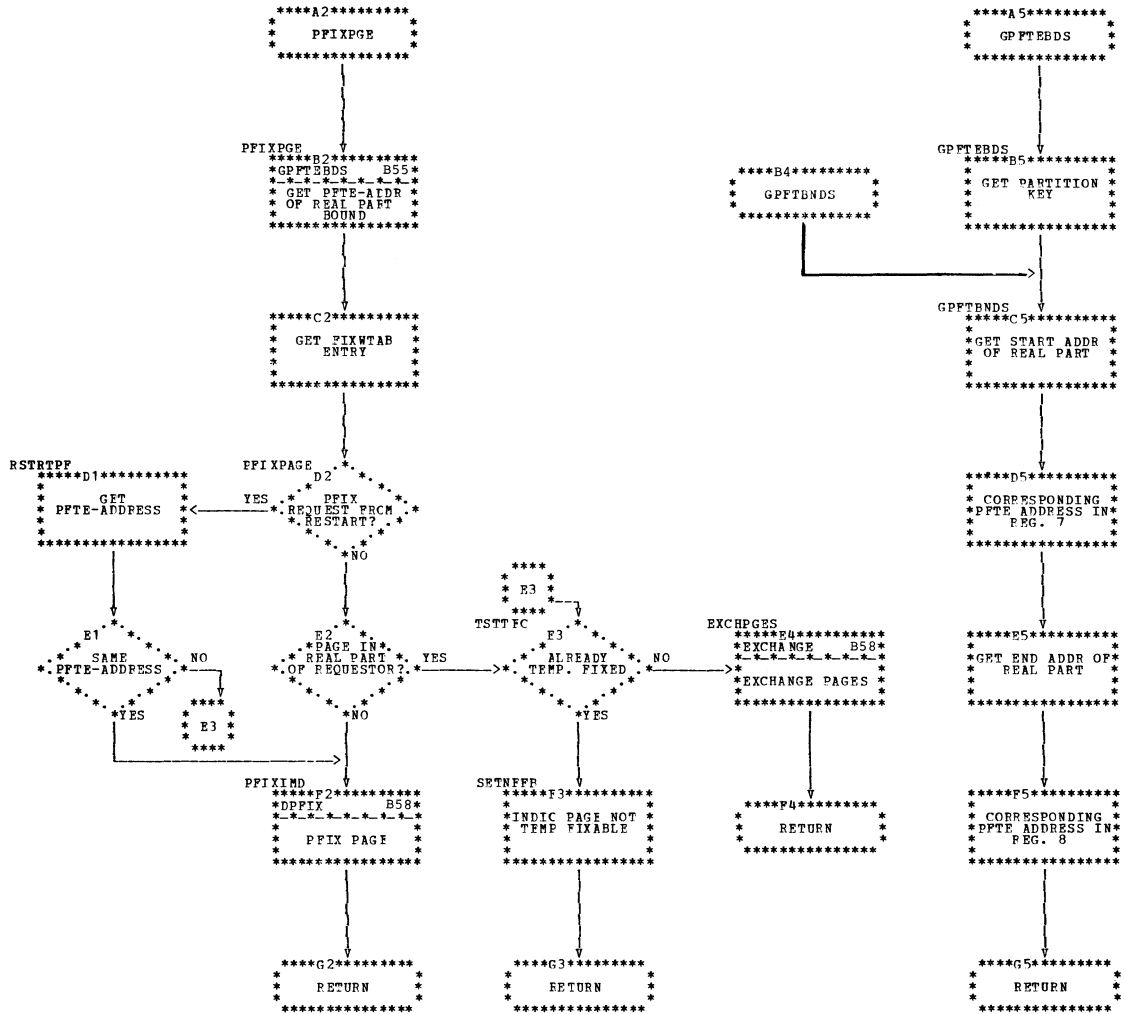 A2
PFIXPGE
A5
GPFTEBDS
PFIXPGE
B2
GPFTEBDS B55
GET PFTE-ADDR
OF REAL PART
BOUND
B4
GPFTBNDS
GPFTEBDS
B5
GET PARTITION
KEY
C2
GET FIXWTAB
ENTRY
GPFTBNDS
C5
GET START ADDR
OF REAL PART
RSTRTPF
D1
GET
PFTE-ADDRESS
PFIXPAGE
D2
PFIX
REQUEST FROM
RESTART?
YES
NO
D5
CORRESPONDING
PFTE ADDRESS IN
REG. 7
E3
E1
SAME
PFTE-ADDRESS
NO
YES
E3
E2
PAGE IN
REAL PART
OF REQUESTOR?
YES
NO
TSTTFC
E3
ALREADY
TEMP. FIXED
NO
YES
EXCHPGES
E4
EXCHANGE B58
EXCHANGE PAGES
E5
GET END ADDR OF
REAL PART
PFIXIMD
F2
DPFIX B58
PFIX PAGE
SETNFFP
F3
INDIC PAGE NOT
TEMP FIXABLE
F4
RETURN
F5
CORRESPONDING
PFTE ADDRESS IN
REG. 8
G2
RETURN
G3
RETURN
G5
RETURN